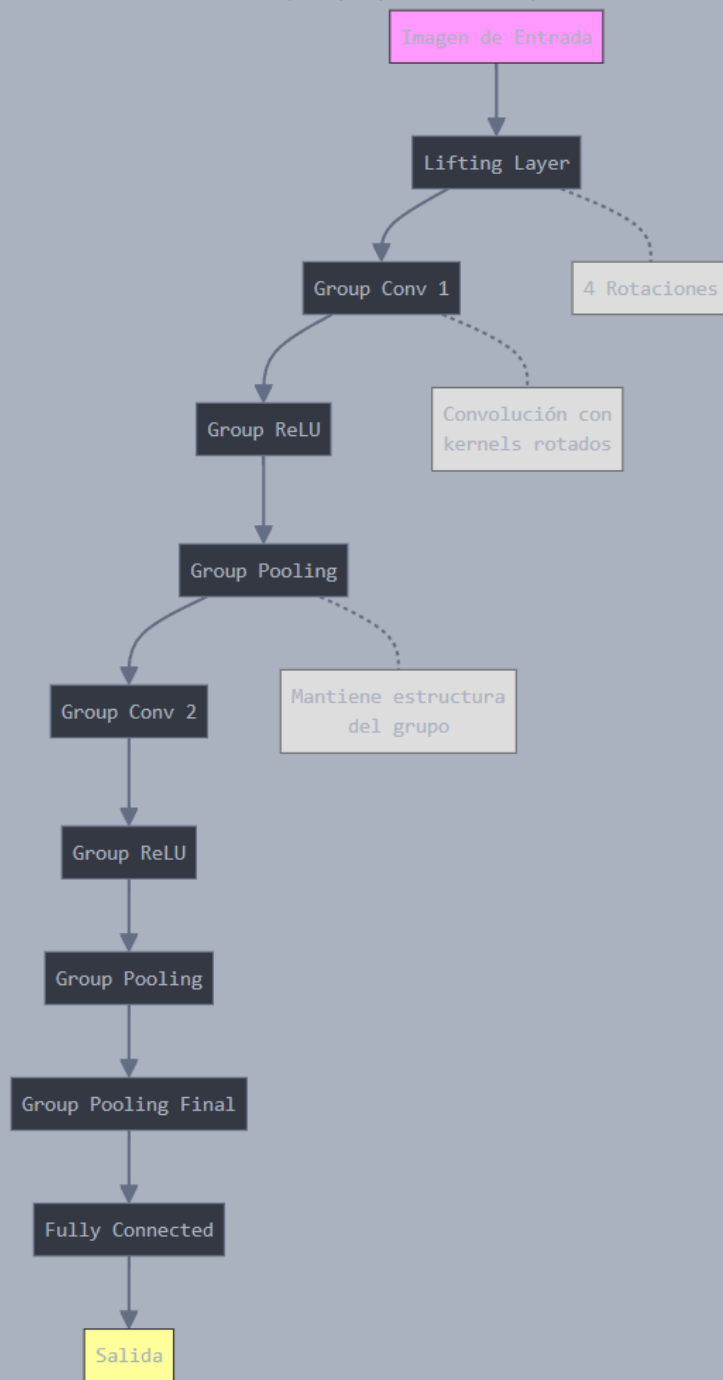 Imagen de Entrada
Lifting Layer
Group Conv 1
4 Rotaciones
Group ReLU
Convolución con
kernels rotados
Group Pooling
Group Conv 2
Mantiene estructura
del grupo
Group ReLU
Group Pooling
Group Pooling Final
Fully Connected
Salida